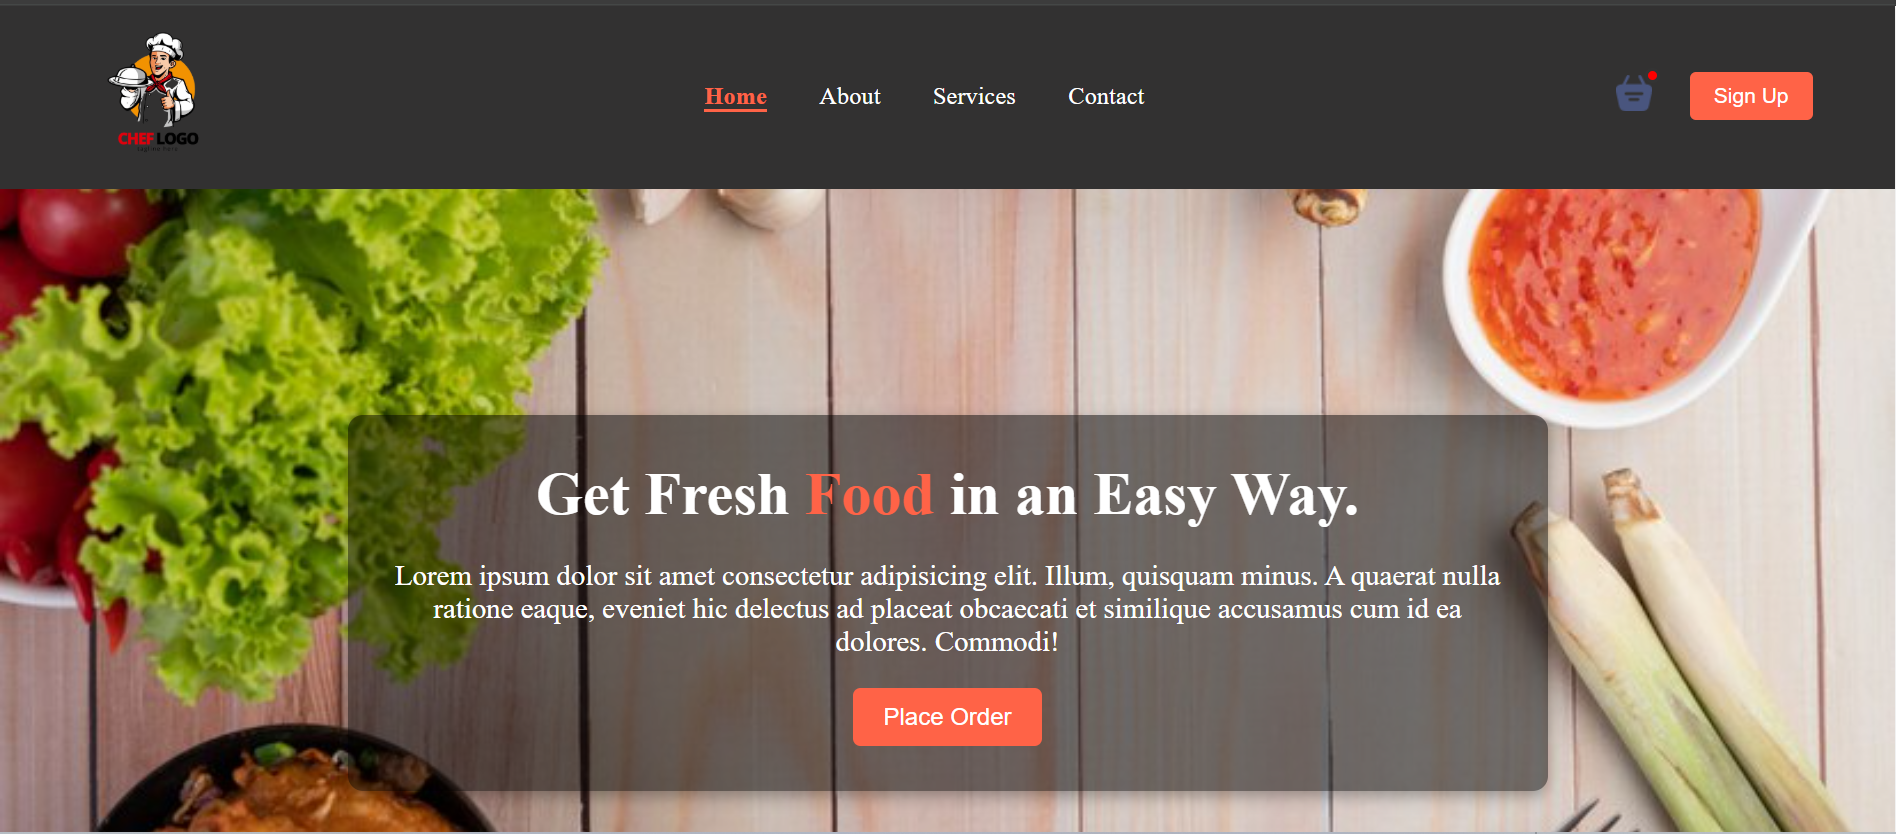 CHEF LOGO
Home
About
Services
Contact
Sign Up
Get Fresh Food in an Easy Way.
Lorem ipsum dolor sit amet consectetur adipisicing elit. Illum, quisquam minus. A quaerat nulla
ratione eaque, eveniet hic delectus ad placeat obcaecati et similique accusamus cum id ea
dolores. Commodi!
Place Order